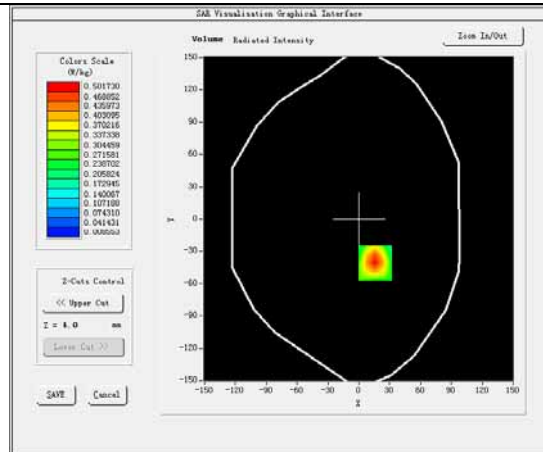 SAR Visualisation Graphical Interface
Volume Radiated Intensity
Zoom In/Out
Colors Scale
(W/kg)
0.501730
0.468852
0.435973
0.403095
0.370216
0.337338
0.304459
0.271581
0.238702
0.205824
0.172945
0.140067
0.107188
0.074310
0.041431
0.008553
150
120
90
60
30
0
-30
-60
-90
-120
-150
Y
-150 -120 -90 -60 -30 0 30 60 90 120 150
X
Z-Cuts Control
<< Upper Cut
Z = 4.0 mm
Lower Cut >>
SAVE Cancel